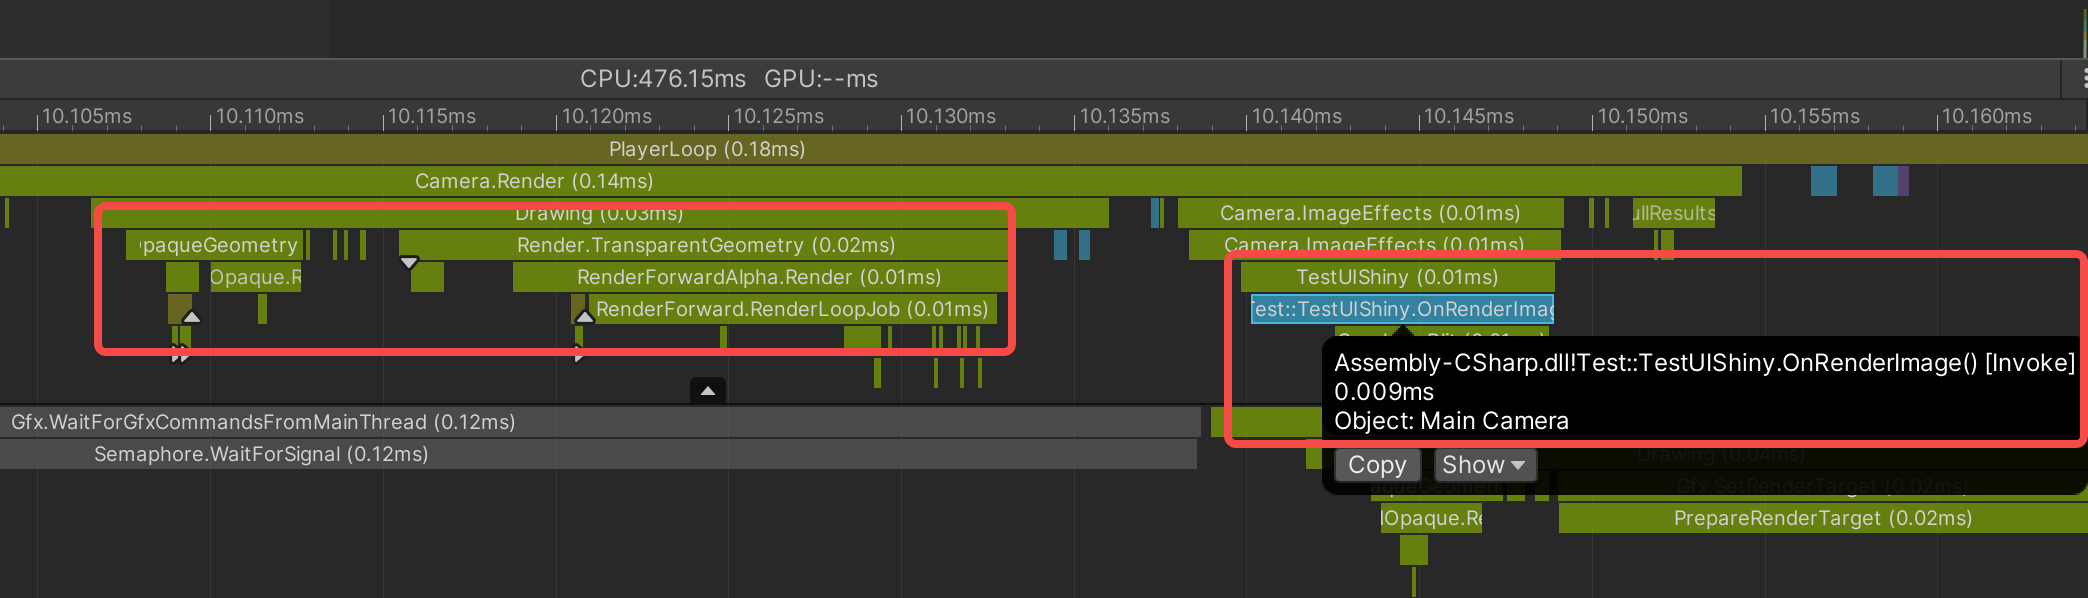 CPU:476.15ms GPU:--ms
10.105ms 10.110ms 10.115ms 10.120ms 10.125ms 10.130ms 10.135ms 10.140ms 10.145ms 10.150ms 10.155ms 10.160ms
PlayerLoop (0.18ms)
Camera.Render (0.14ms)
Drawing (0.03ms) Camera.ImageEffects (0.01ms) ullResults
paqueGeometry Render.TransparentGeometry (0.02ms) Camera.ImageEffects (0.01ms)
Opaque.R RenderForwardAlpha.Render (0.01ms) TestUIShiny (0.01ms)
RenderForward.RenderLoopJob (0.01ms) Test::TestUIShiny.OnRenderImag
Assembly-CSharp.dll!Test::TestUIShiny.OnRenderImage() [Invoke]
0.009ms
Object: Main Camera
Gfx.WaitForGfxCommandsFromMainThread (0.12ms)
Semaphore.WaitForSignal (0.12ms)
Copy Show
Drawing (0.04ms)
Gfx.SetRenderTarget (0.02ms)
Opaque.Re PrepareRenderTarget (0.02ms)